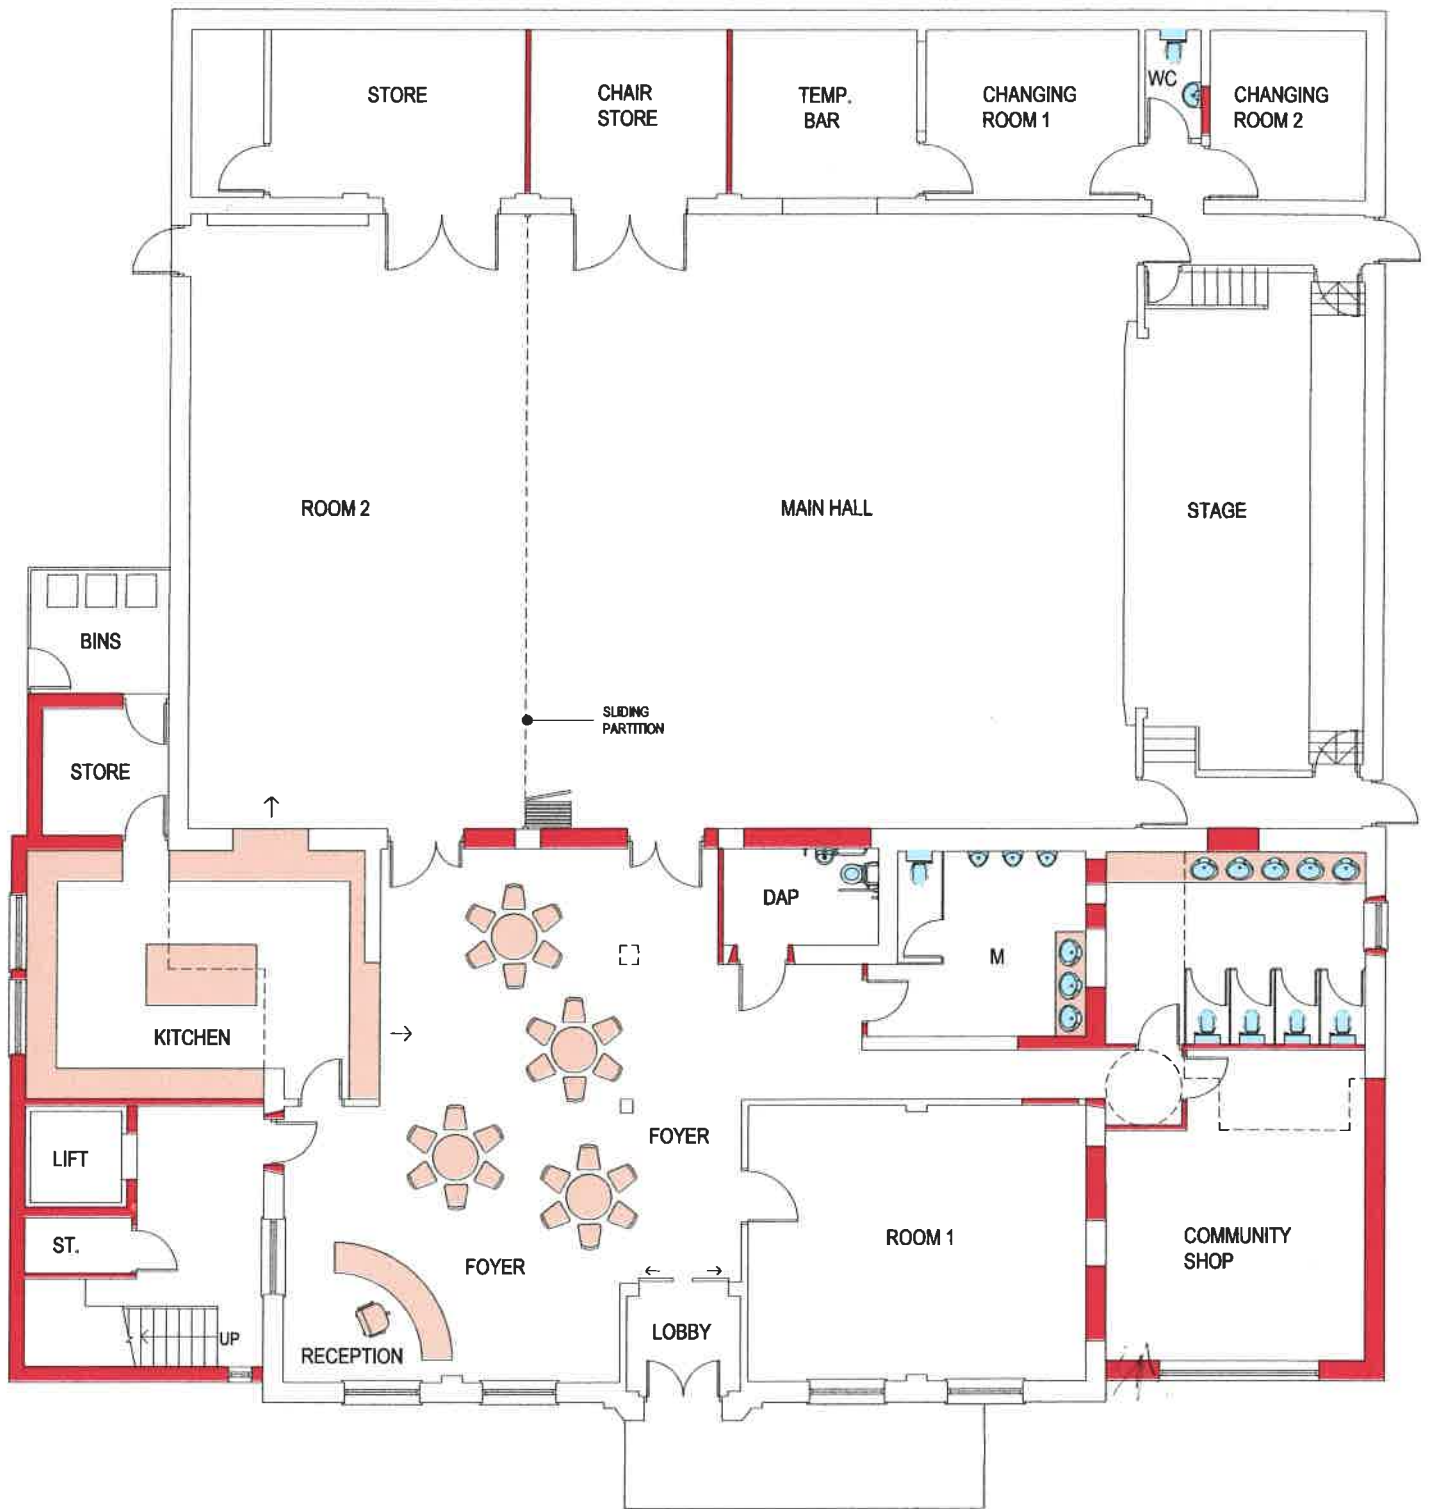 STORE
CHAIR
STORE
TEMP.
BAR
CHANGING
ROOM 1
WC
CHANGING
ROOM 2
ROOM 2
MAIN HALL
STAGE
BINS
SLIDING
PARTITION
STORE
DAP
M
KITCHEN
FOYER
LIFT
ST.
ROOM 1
COMMUNITY
SHOP
FOYER
UP
RECEPTION
LOBBY